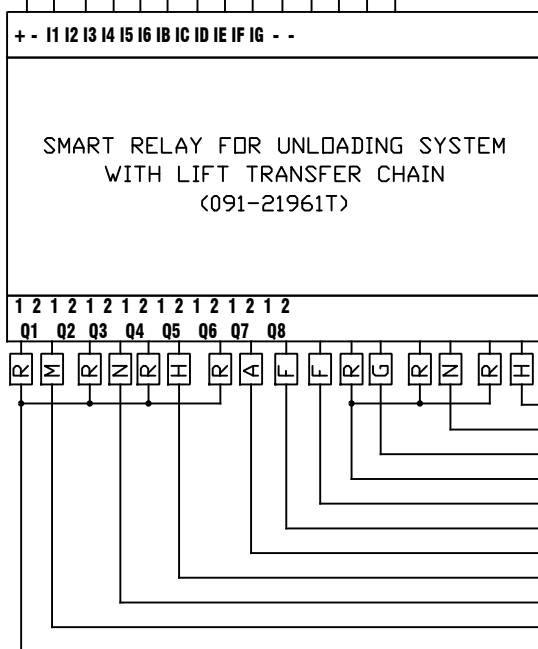 + - I1 I2 I3 I4 I5 I6 IB IC ID IE IF IG - -
SMART RELAY FOR UNLOADING SYSTEM
WITH LIFT TRANSFER CHAIN
(091-21961T)
1 2 1 2 1 2 1 2 1 2 1 2 1 2 1 2
Q1 Q2 Q3 Q4 Q5 Q6 Q7 Q8
R M R N R H R A F F R G R N R H